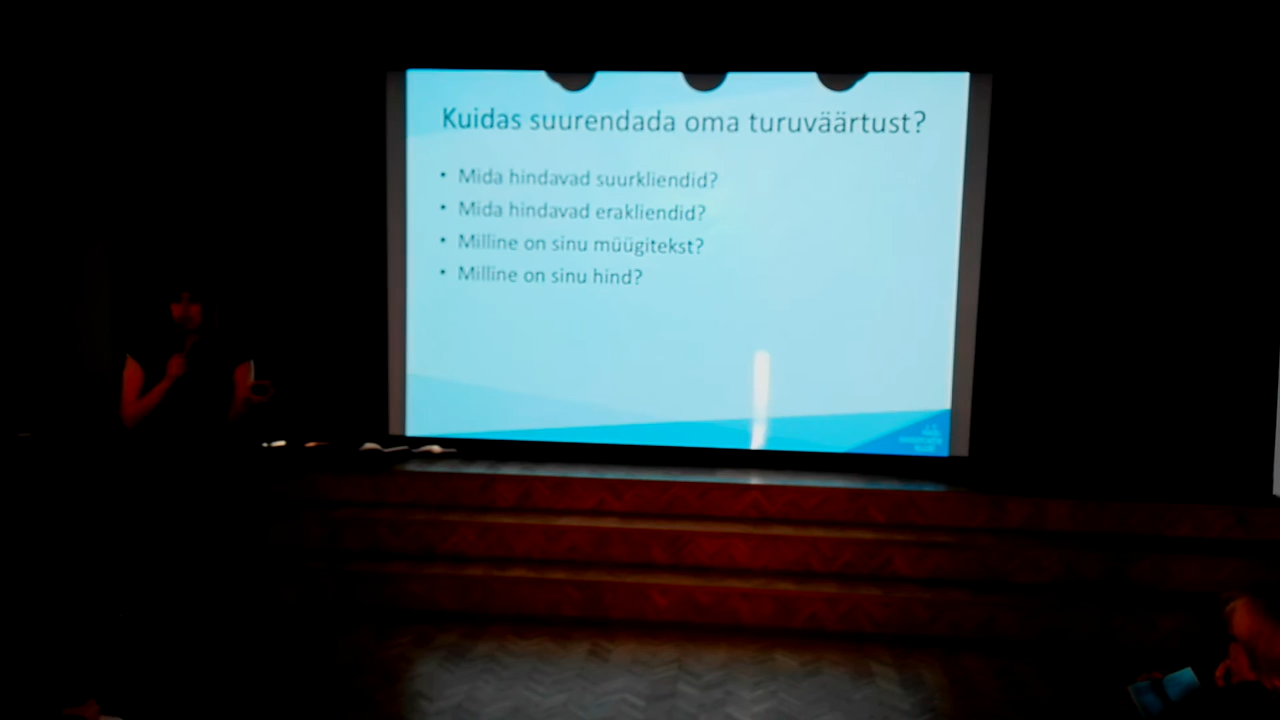 Kuidas suurendada oma turuväärtust?
• Mida hindavad suurkliendid?
• Mida hindavad erakliendid?
• Milline on sinu müügitekst?
• Milline on sinu hind?